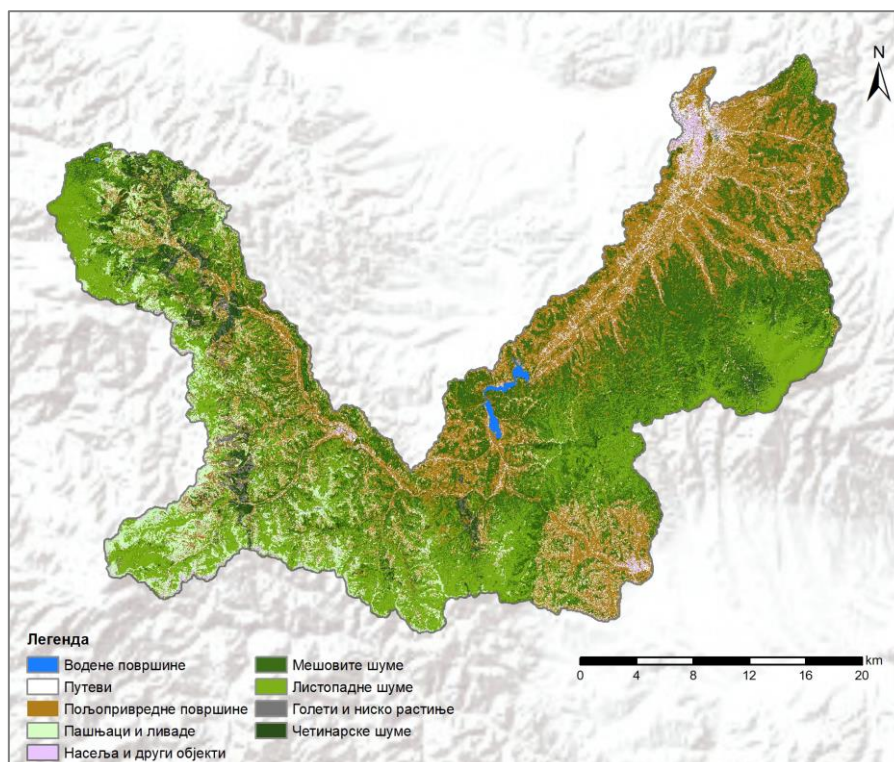 N
Легенда
Водене површине
Путеви
Пољопривредне површине
Пашњаци и ливаде
Насеља и други објекти
Мешовите шуме
Листопадне шуме
Голети и ниско растиње
Четинарске шуме
km
0 4 8 12 16 20